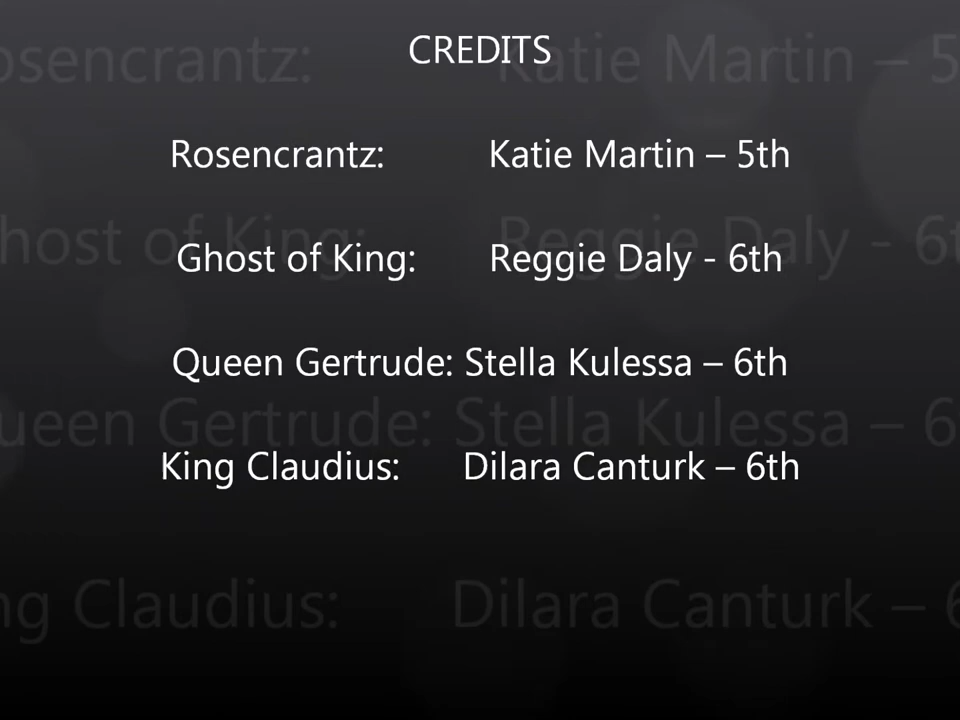 CREDITS
Rosencrantz: Katie Martin – 5th
Ghost of King: Reggie Daly - 6th
Queen Gertrude: Stella Kulessa – 6th
King Claudius: Dilara Canturk – 6th